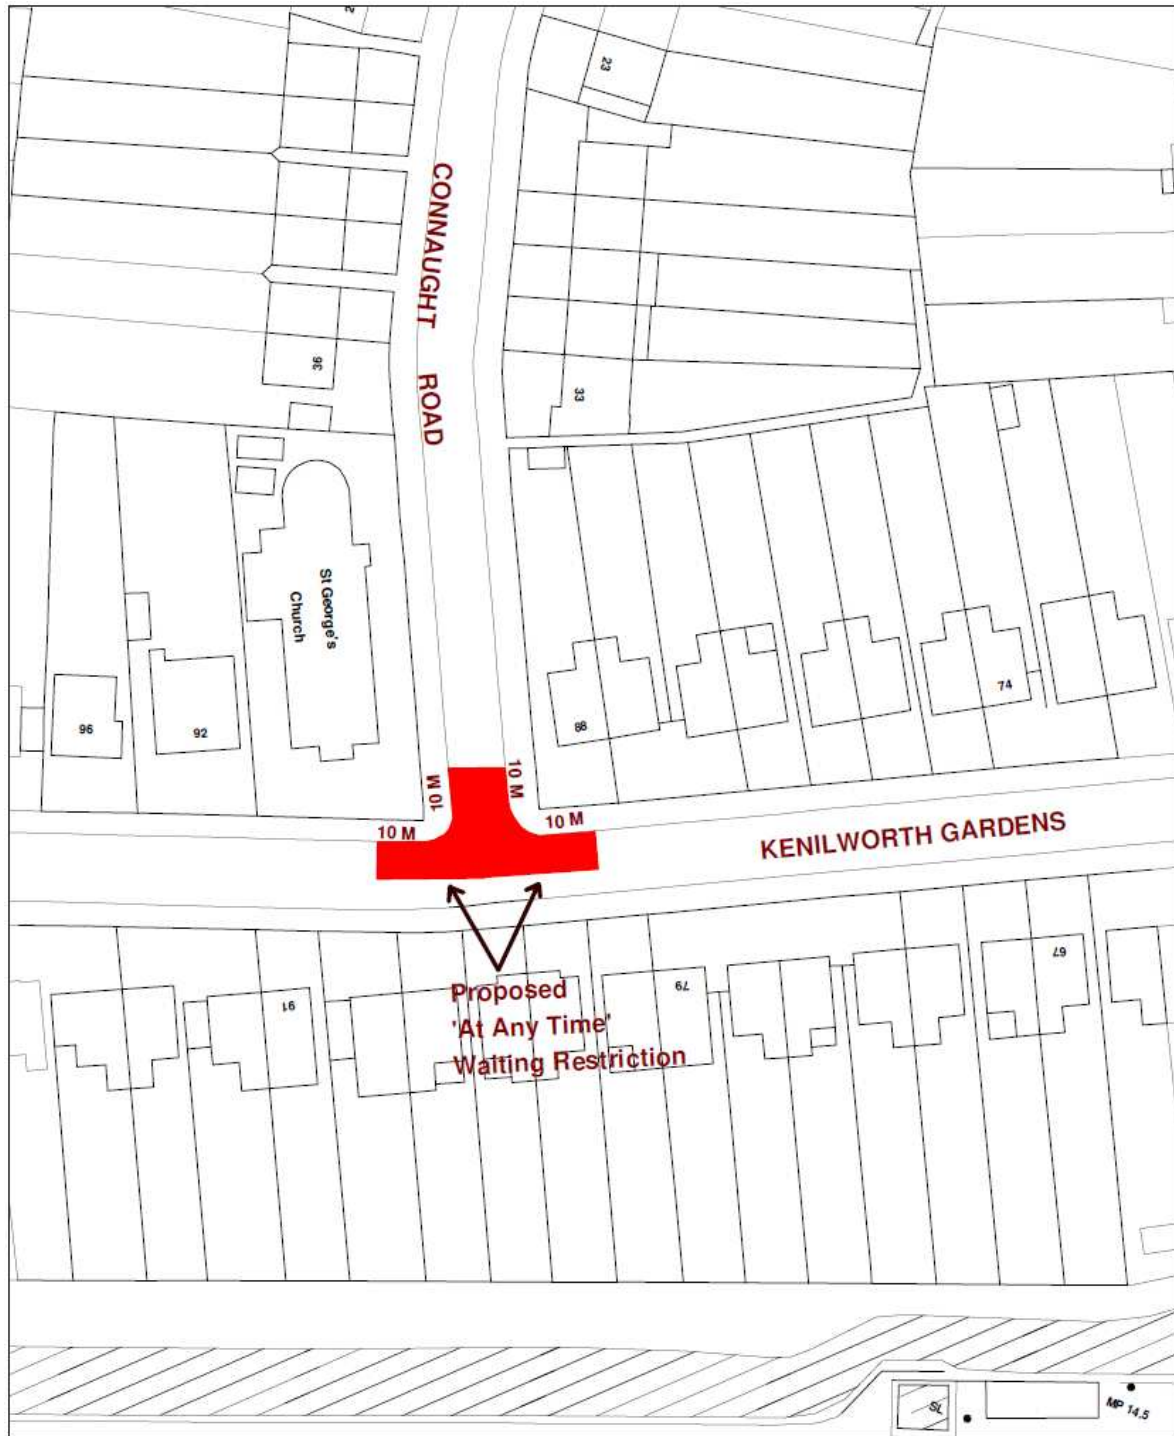 23
CONNAUGHT ROAD
36
33
St George's
Church
96
92
88
74
10 M
10 M
10 M
10 M
KENILWORTH GARDENS
Proposed
'At Any Time'
Waiting Restriction
91
79
67
SL
MP 14.5